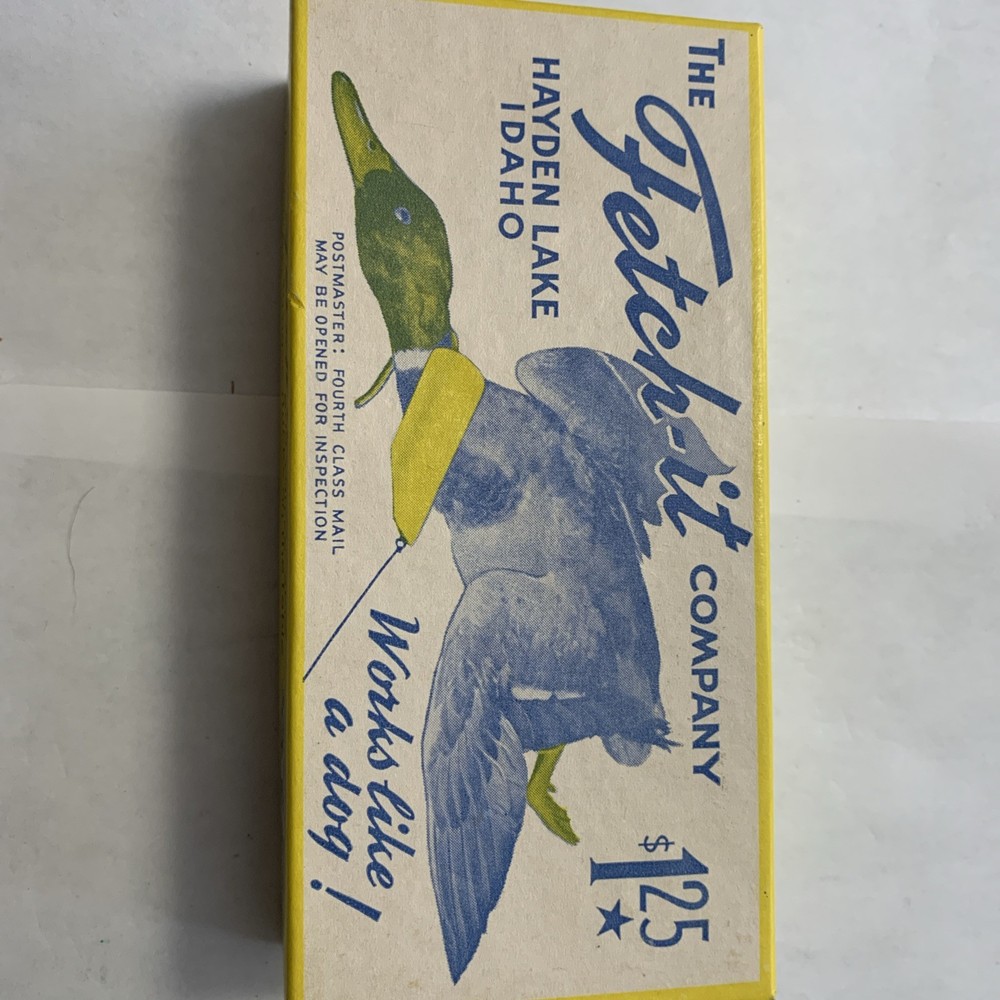 THE Fetch-it COMPANY
HAYDEN LAKE
IDAHO
$1.25
POSTMASTER: FOURTH CLASS MAIL
MAY BE OPENED FOR INSPECTION
Works like
a dog!